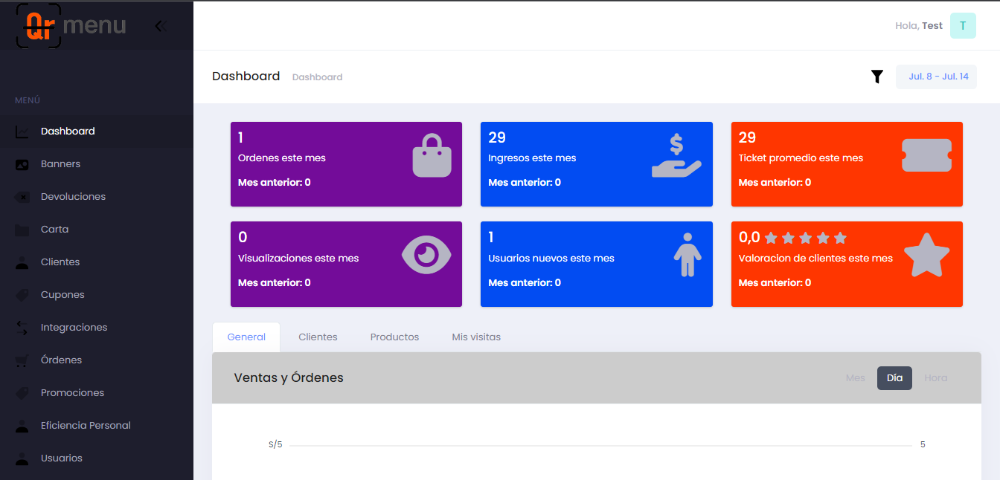 Qr menu
Qr
Hola, Test T
Dashboard Dashboard
Jul. 8 - Jul. 14
MENÚ
Dashboard
Banners
Devoluciones
Carta
Clientes
Cupones
Integraciones
Órdenes
Promociones
Eficiencia Personal
Usuarios
1
Ordenes este mes
Mes anterior: 0
29
Ingresos este mes
Mes anterior: 0
29
Ticket promedio este mes
Mes anterior: 0
0
Visualizaciones este mes
Mes anterior: 0
1
Usuarios nuevos este mes
Mes anterior: 0
0,0
Valoracion de clientes este mes
Mes anterior: 0
General Clientes Productos Mis visitas
Ventas y Órdenes
Mes Día Hora
S/5 5